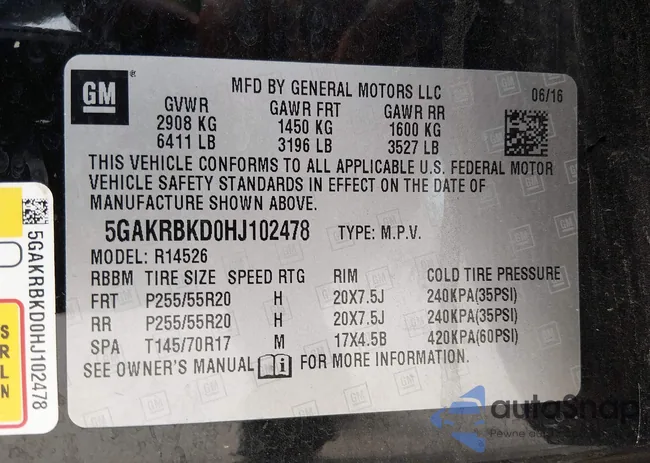 GM
®
MFD BY GENERAL MOTORS LLC
06/16
GVWR GAWR FRT GAWR RR
2908 KG 1450 KG 1600 KG
6411 LB 3196 LB 3527 LB
THIS VEHICLE CONFORMS TO ALL APPLICABLE U.S. FEDERAL MOTOR
VEHICLE SAFETY STANDARDS IN EFFECT ON THE DATE OF
MANUFACTURE SHOWN ABOVE.
5GAKRBKD0HJ102478 TYPE: M.P.V.
MODEL: R14526
RBBM TIRE SIZE SPEED RTG RIM COLD TIRE PRESSURE
FRT P255/55R20 H 20X7.5J 240KPA(35PSI)
RR P255/55R20 H 20X7.5J 240KPA(35PSI)
SPA T145/70R17 M 17X4.5B 420KPA(60PSI)
SEE OWNER'S MANUAL FOR MORE INFORMATION.
5GAKRBKD0HJ102478
S
R
L
N
autoSnap
Pewne auto